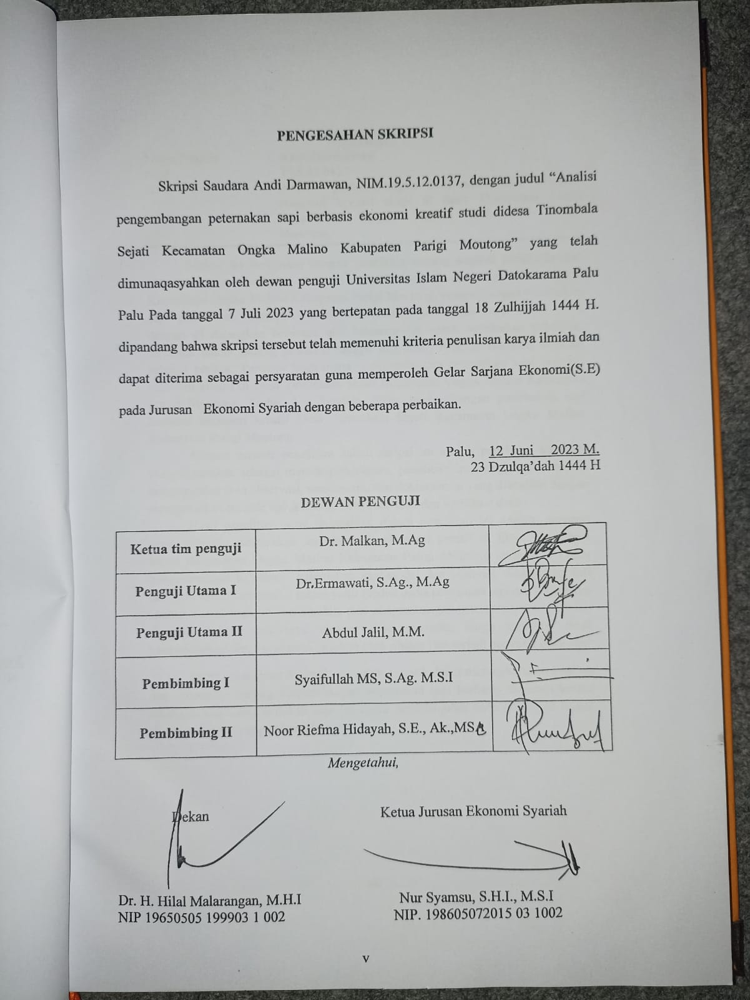 PENGESAHAN SKRIPSI
Skripsi Saudara Andi Darmawan, NIM.19.5.12.0137, dengan judul “Analisi
pengembangan peternakan sapi berbasis ekonomi kreatif studi didesa Tinombala
Sejati Kecamatan Ongka Malino Kabupaten Parigi Moutong” yang telah
dimunaqasyahkan oleh dewan penguji Universitas Islam Negeri Datokarama Palu
Palu Pada tanggal 7 Juli 2023 yang bertepatan pada tanggal 18 Zulhijjah 1444 H.
dipandang bahwa skripsi tersebut telah memenuhi kriteria penulisan karya ilmiah dan
dapat diterima sebagai persyaratan guna memperoleh Gelar Sarjana Ekonomi(S.E)
pada Jurusan Ekonomi Syariah dengan beberapa perbaikan.
Palu, 12 Juni 2023 M.
23 Dzulqa’dah 1444 H
DEWAN PENGUJI
Ketua tim penguji Dr. Malkan, M.Ag
Penguji Utama I Dr.Ermawati, S.Ag., M.Ag
Penguji Utama II Abdul Jalil, M.M.
Pembimbing I Syaifullah MS, S.Ag. M.S.I
Pembimbing II Noor Riefma Hidayah, S.E., Ak.,MSA
Mengetahui,
Dekan
Ketua Jurusan Ekonomi Syariah
Dr. H. Hilal Malarangan, M.H.I
NIP 19650505 199903 1 002
Nur Syamsu, S.H.I., M.S.I
NIP. 198605072015 03 1002
v